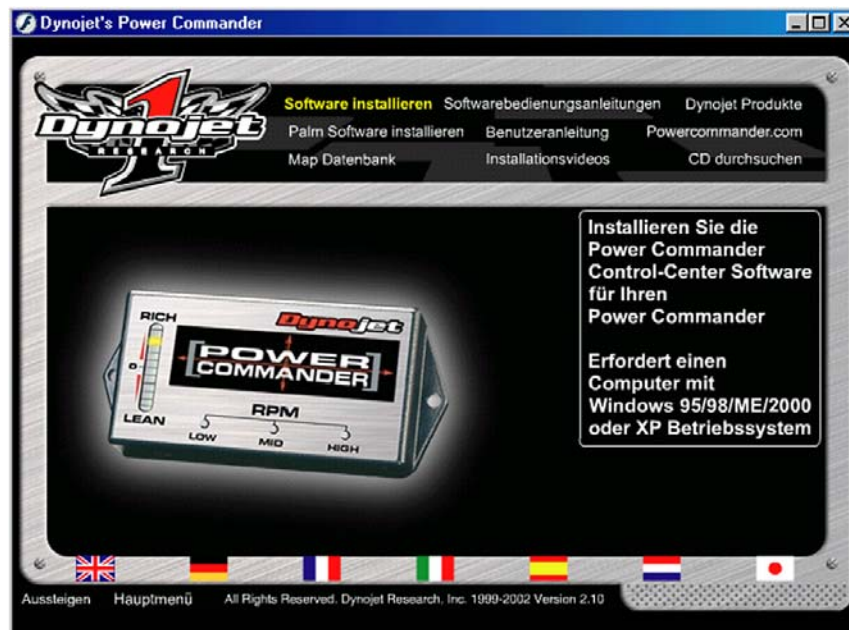 Dynojet's Power Commander
1
Dynojet
RESEARCH
Software installieren Softwarebedienungsanleitungen Dynojet Produkte
Palm Software installieren Benutzeranleitung Powercommander.com
Map Datenbank Installationsvideos CD durchsuchen
Installieren Sie die
Power Commander
Control-Center Software
für Ihren
Power Commander
Erfordert einen
Computer mit
Windows 95/98/ME/2000
oder XP Betriebssystem
RICH
Dynojet
POWER
COMMANDER
0
LEAN
RPM
LOW MID HIGH
Aussteigen Hauptmenü All Rights Reserved. Dynojet Research, Inc. 1999-2002 Version 2.10